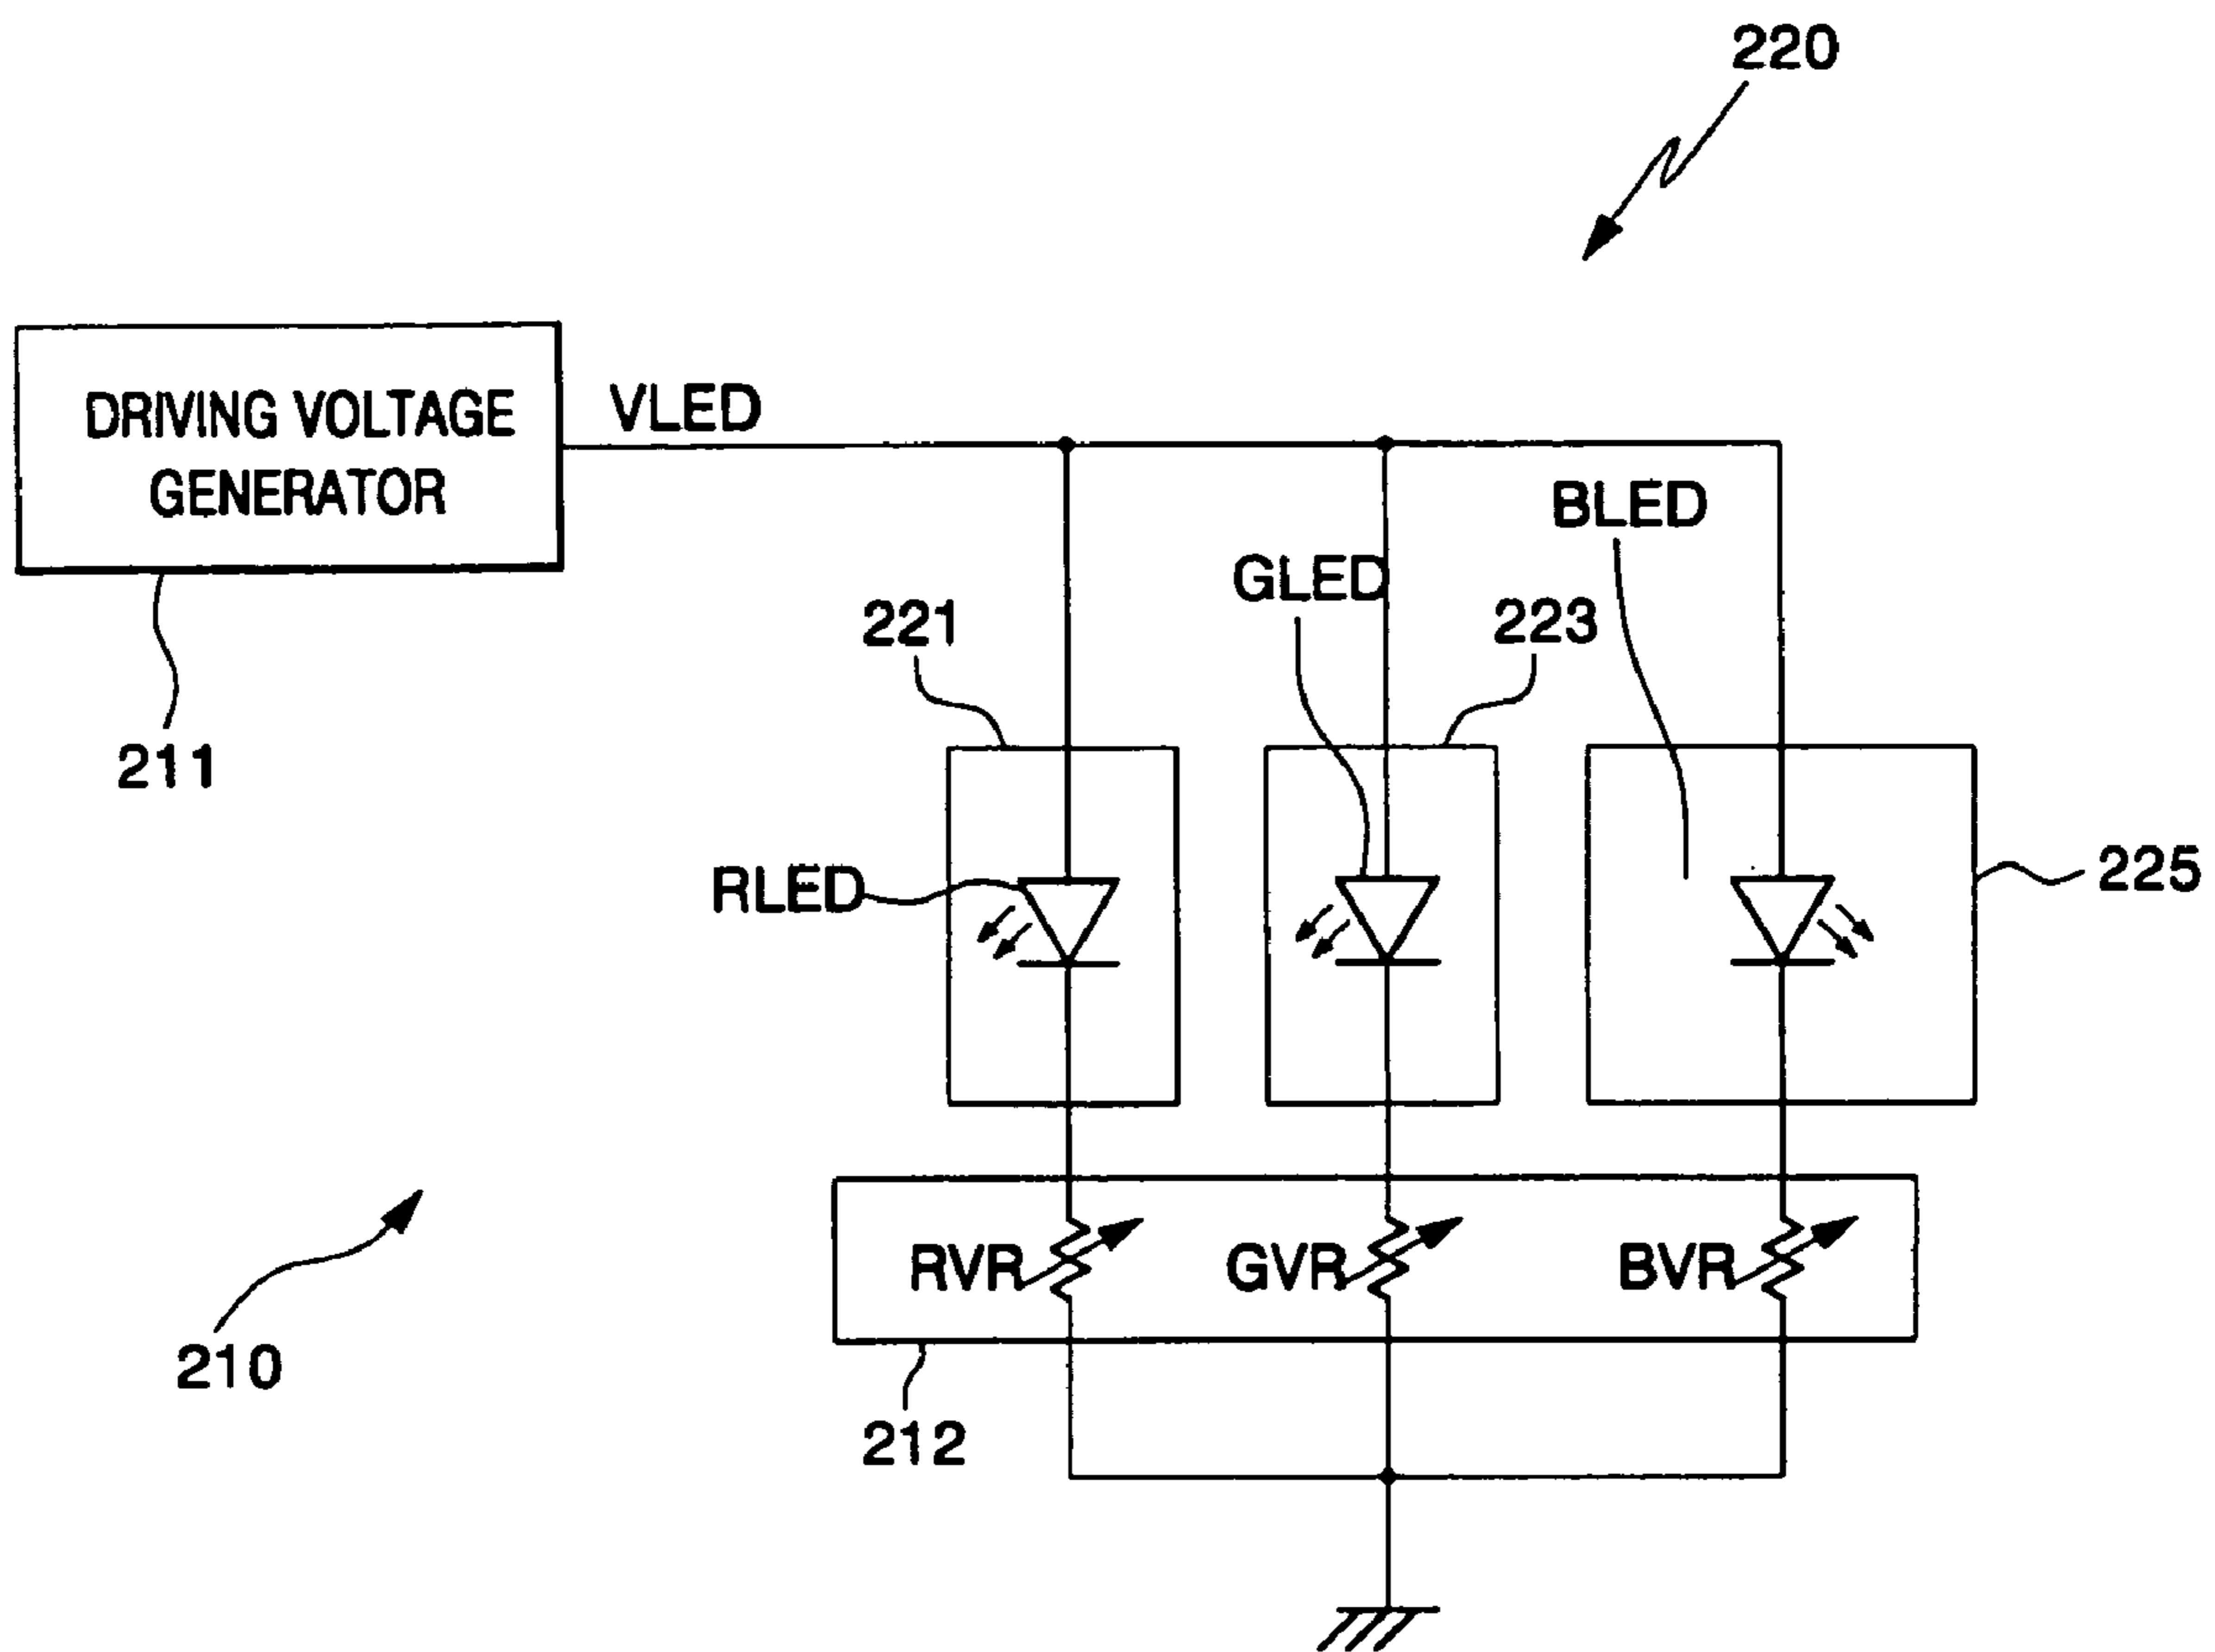 220
DRIVING VOLTAGE
GENERATOR
VLED
BLED
GLED
221
223
211
RLED
225
RVR
GVR
BVR
210
212